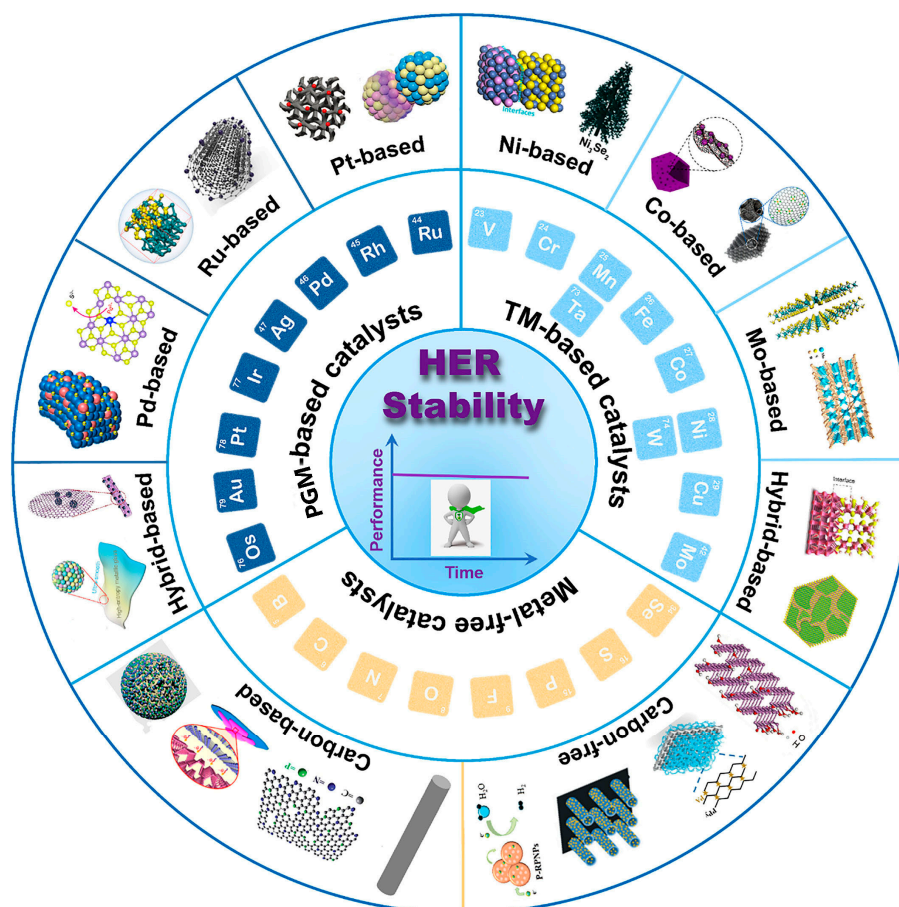 HER
Stability
Performance
Time
PGM-based catalysts
TM-based catalysts
Metal-free catalysts
44
Ru
45
Rh
46
Pd
47
Ag
77
Ir
78
Pt
79
Au
76
Os
23
V
24
Cr
25
Mn
73
Ta
26
Fe
27
Co
28
Ni
74
W
29
Cu
42
Mo
B
C
N
O
F
P
S
Se
Pt-based
Ru-based
Pd-based
Hybrid-based
Carbon-based
Carbon-free
Hybrid-based
Mo-based
Co-based
Ni-based
Interfaces
Ni3Se2
Interface
H2O
H2
P-RPNPs
PPy
H
O